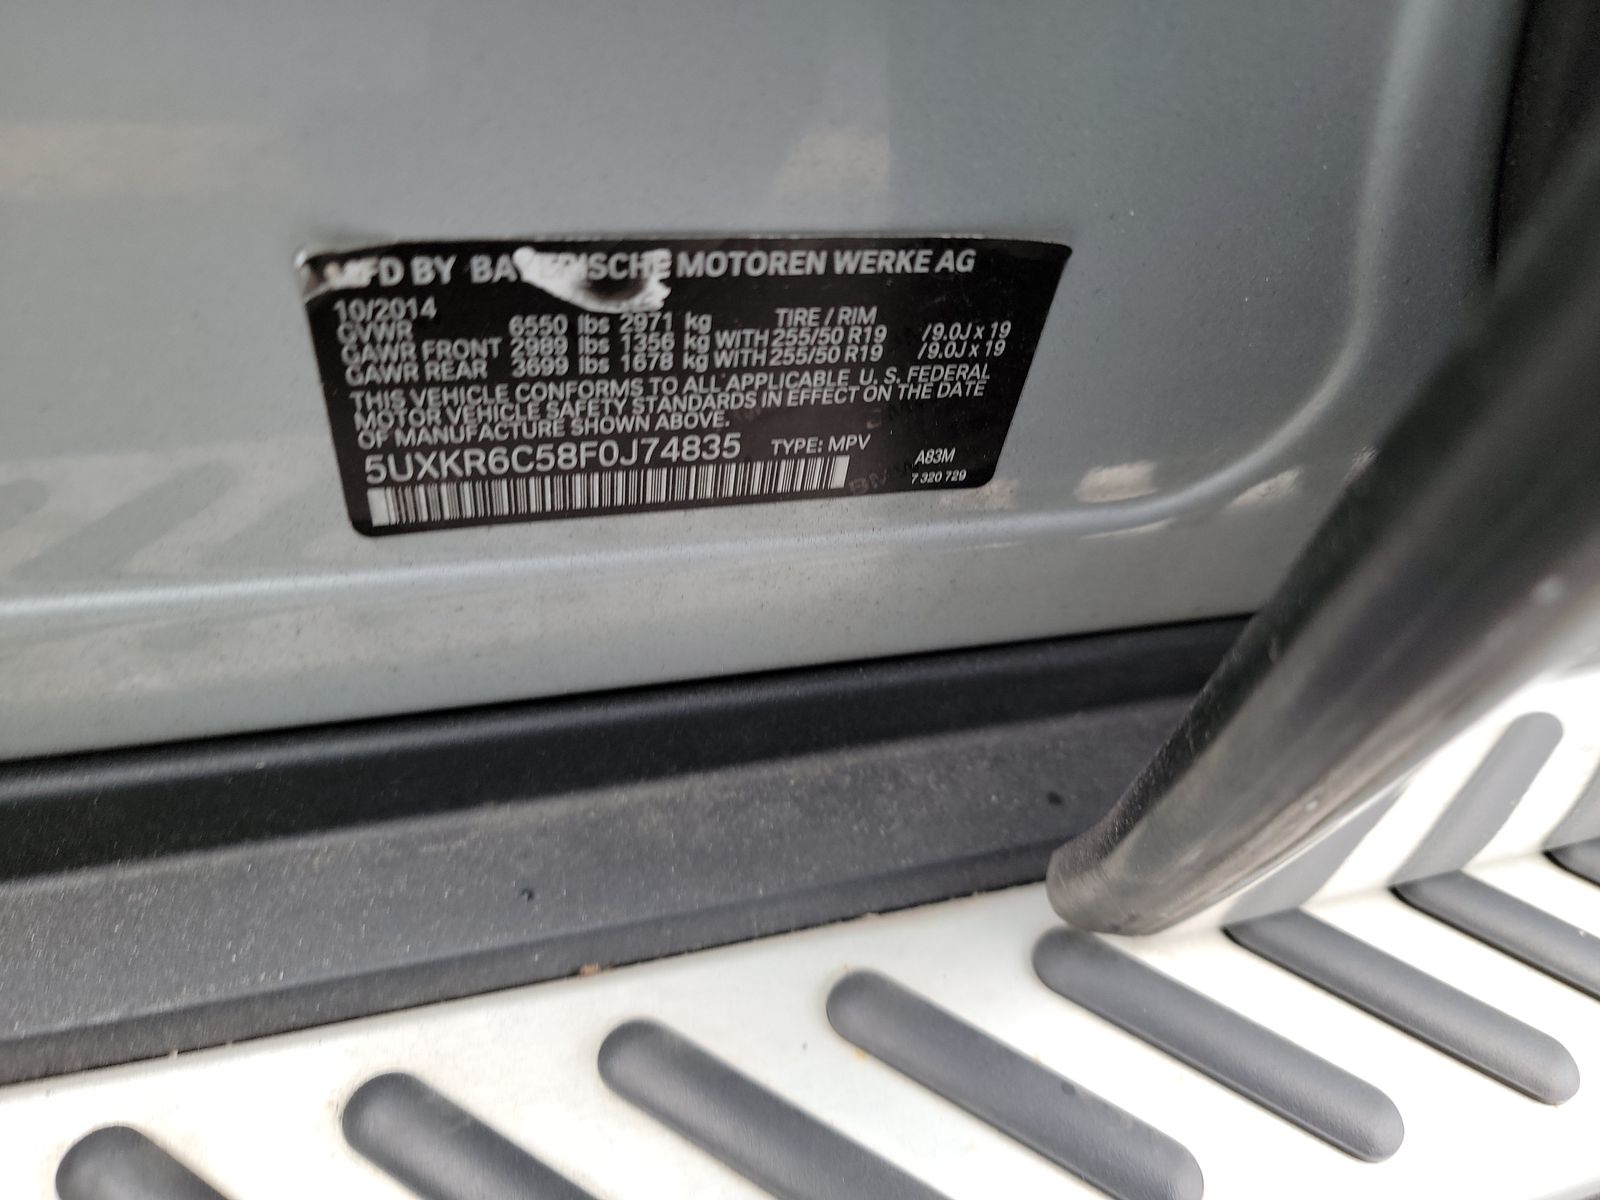 MFD BY BAYERISCHE MOTOREN WERKE AG
10/2014 TIRE / RIM
GVWR 6550 lbs 2971 kg
GAWR FRONT 2989 lbs 1356 kg WITH 255/50 R19 /9.0J x 19
GAWR REAR 3699 lbs 1678 kg WITH 255/50 R19 /9.0J x 19
THIS VEHICLE CONFORMS TO ALL APPLICABLE U. S. FEDERAL
MOTOR VEHICLE SAFETY STANDARDS IN EFFECT ON THE DATE
OF MANUFACTURE SHOWN ABOVE.
5UXKR6C58F0J74835 TYPE: MPV A83M
7 320 729